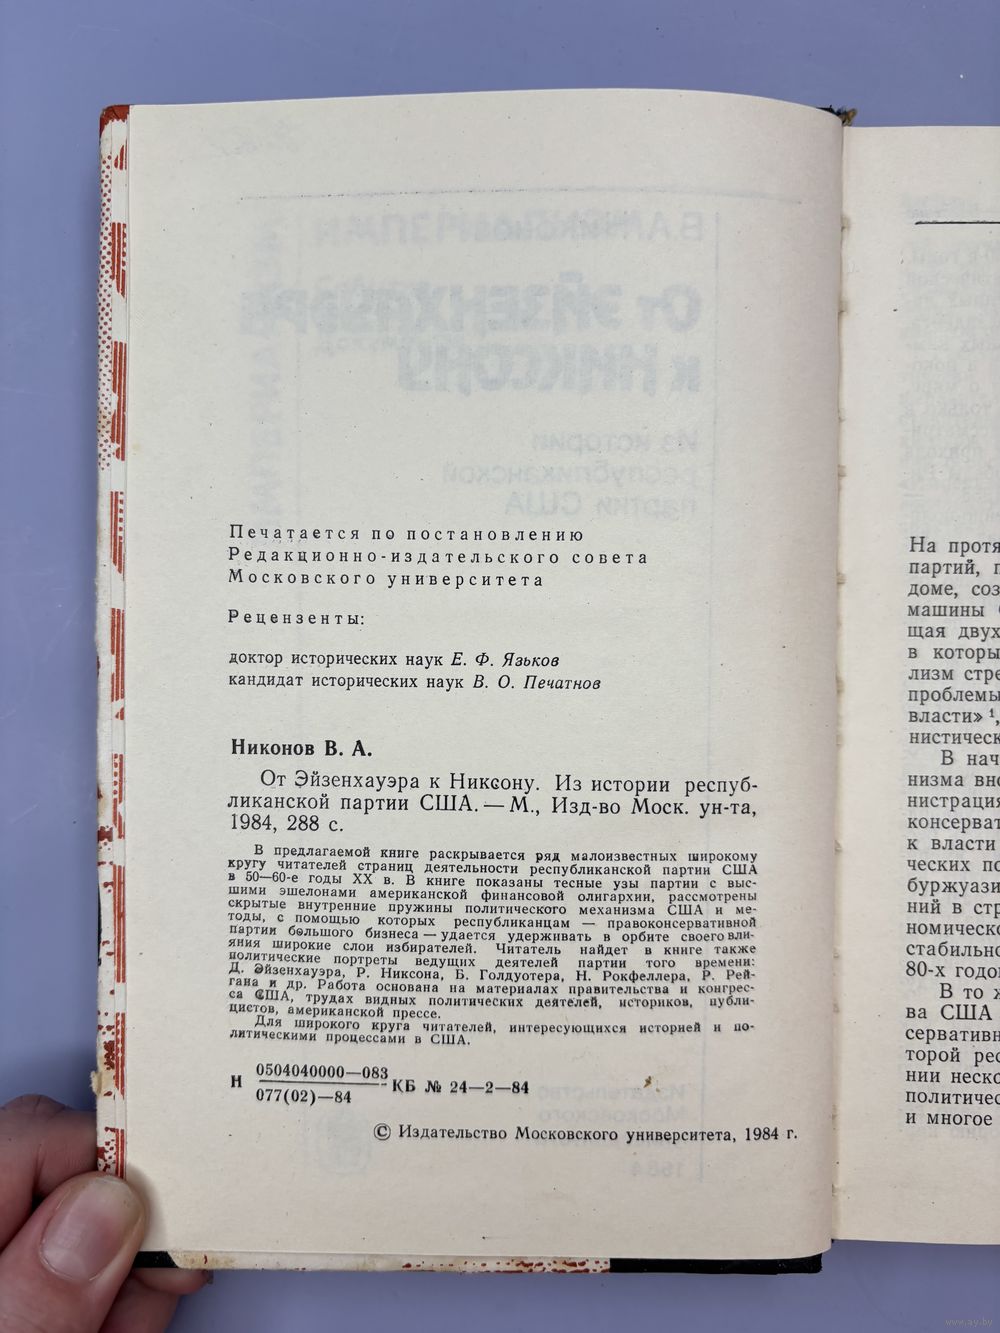 Печатается по постановлению
Редакционно-издательского совета
Московского университета
Рецензенты:
доктор исторических наук Е. Ф. Язьков
кандидат исторических наук В. О. Печатнов
Никонов В. А.
От Эйзенхауэра к Никсону. Из истории респуб-
ликанской партии США. — М., Изд-во Моск. ун-та,
1984, 288 с.
В предлагаемой книге раскрывается ряд малоизвестных широкому
кругу читателей страниц деятельности республиканской партии США
в 50—60-е годы XX в. В книге показаны тесные узы партии с выс-
шими эшелонами американской финансовой олигархии, рассмотрены
скрытые внутренние пружины политического механизма США и ме-
тоды, с помощью которых республиканцам — правоконсервативной
партии большого бизнеса — удается удерживать в орбите своего вли-
яния широкие слои избирателей. Читатель найдет в книге также
политические портреты ведущих деятелей партии того времени:
Д. Эйзенхауэра, Р. Никсона, Б. Голдуотера, Н. Рокфеллера, Р. Рей-
гана и др. Работа основана на материалах правительства и конгрес-
са США, трудах видных политических деятелей, историков, публи-
цистов, американской прессе.
Для широкого круга читателей, интересующихся историей и по-
литическими процессами в США.
Н 0504040000—083
077(02)—84 КБ № 24—2—84
© Издательство Московского университета, 1984 г.
На протя
партий, п
доме, соз
машины
щая двух
в которы
лизм стре
проблемы
власти» 1,
нистическ
В нач
низма вно
нистрация
консерват
к власти
ческих по
буржуази
ний в стр
номическо
стабильно
80-х годо
В то ж
ва США
сервативн
торой рес
нии неско
политичес
и многое
www.ay.by